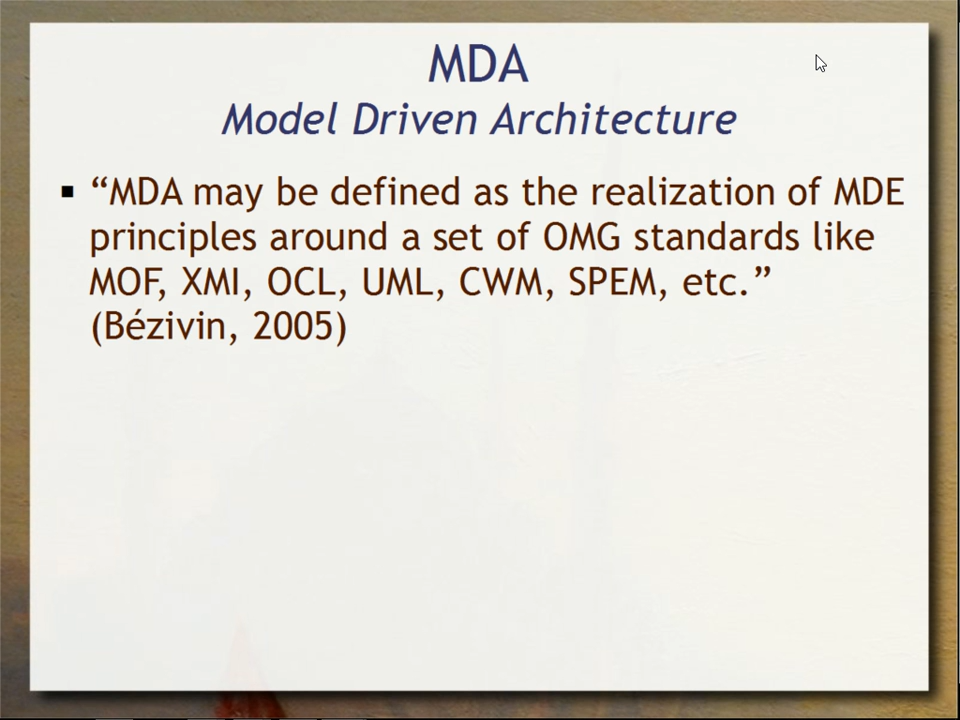 MDA
Model Driven Architecture
▪ “MDA may be defined as the realization of MDE
principles around a set of OMG standards like
MOF, XMI, OCL, UML, CWM, SPEM, etc.”
(Bézivin, 2005)